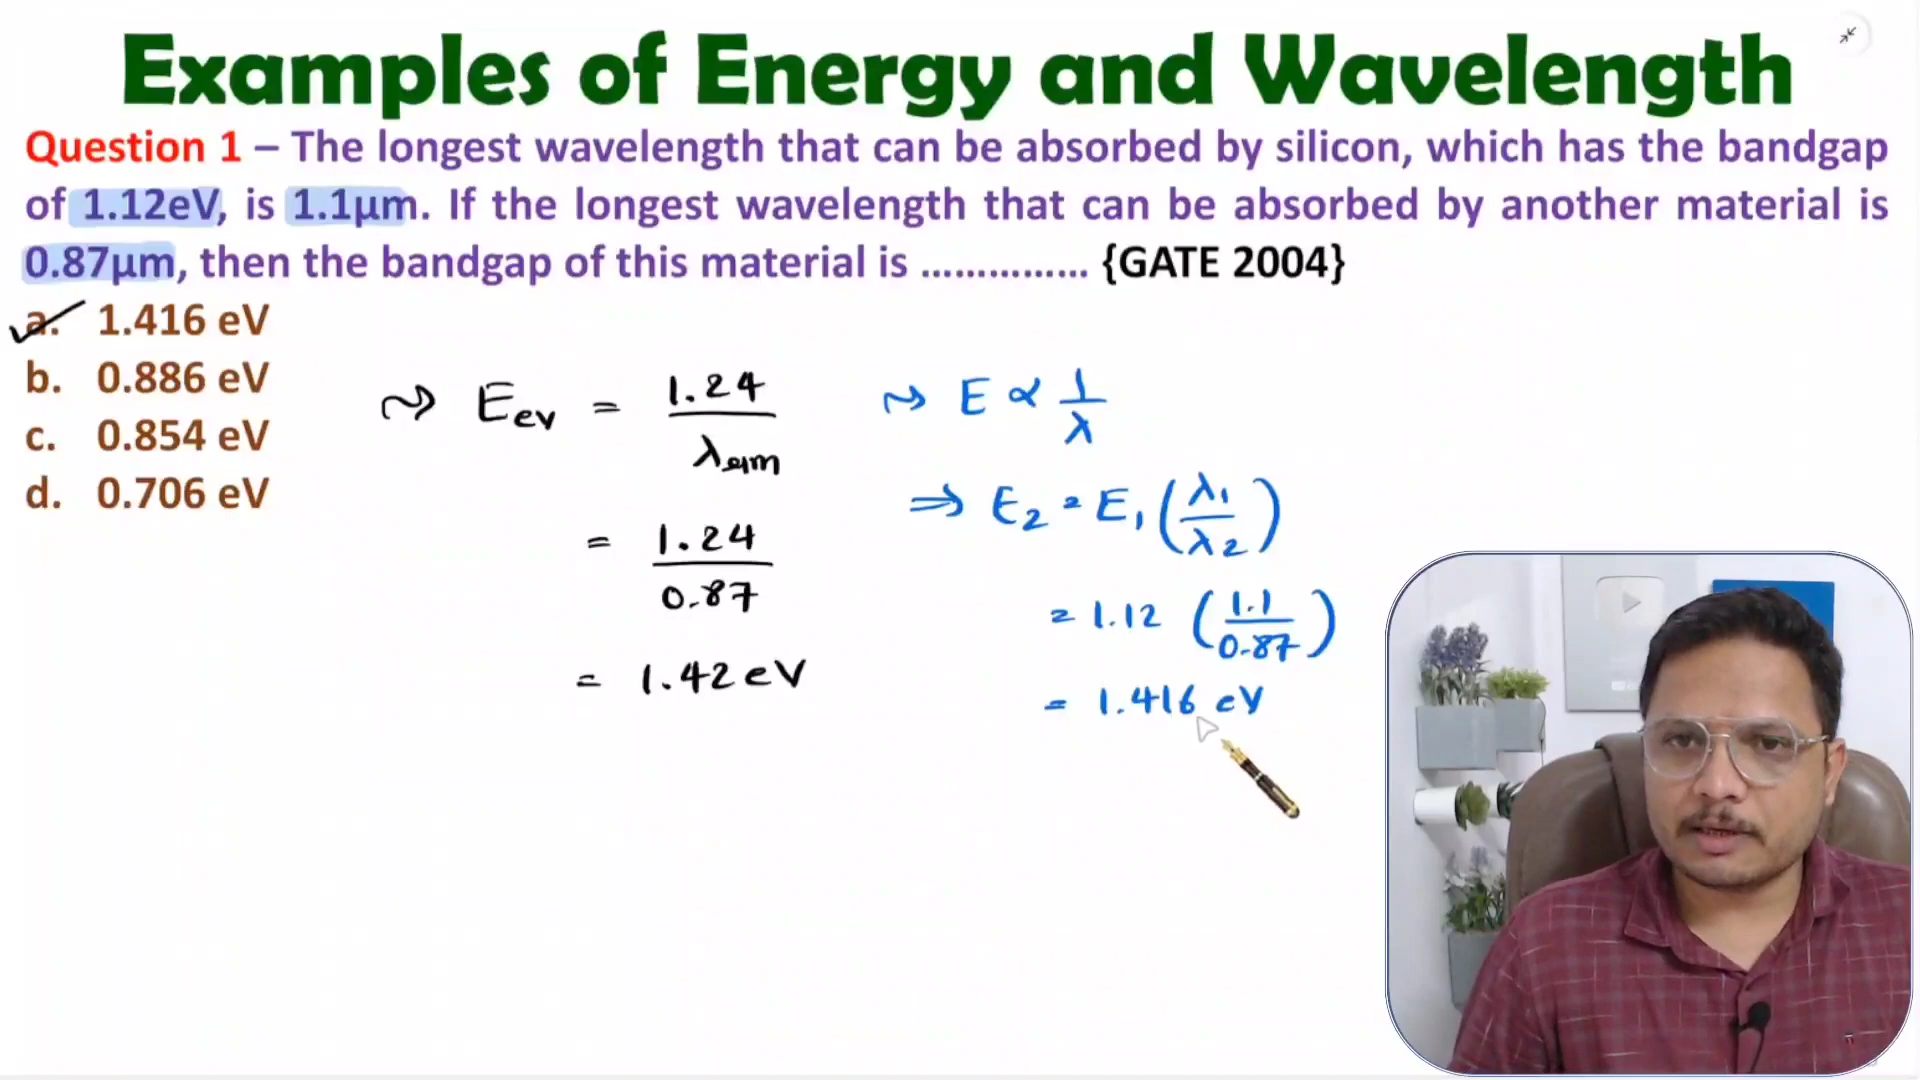 Examples of Energy and Wavelength
Question 1 – The longest wavelength that can be absorbed by silicon, which has the bandgap
of 1.12eV, is 1.1μm. If the longest wavelength that can be absorbed by another material is
0.87μm, then the bandgap of this material is …………… {GATE 2004}
a. 1.416 eV
b. 0.886 eV
c. 0.854 eV
d. 0.706 eV
⇝ E_eV = 1.24 / λ_μm
= 1.24 / 0.87
= 1.42 eV
⇝ E ∝ 1/λ
⇒ E₂ = E₁ (λ₁/λ₂)
= 1.12 (1.1/0.87)
= 1.416 eV